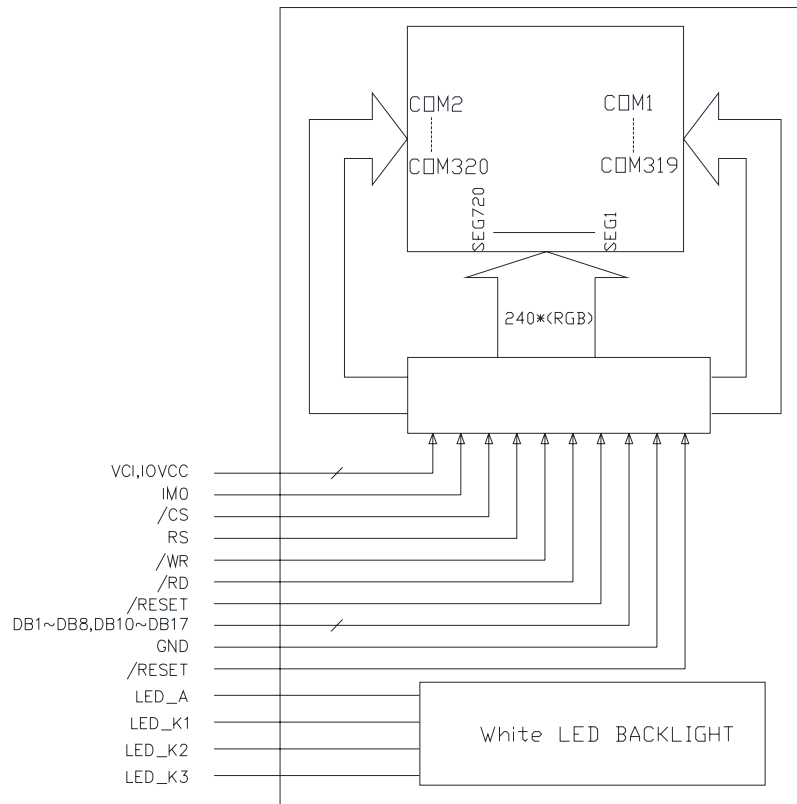 COM2
COM1
COM320
COM319
SEG720
SEG1
240*(RGB)
VCI,IOVCC
IM0
/CS
RS
/WR
/RD
/RESET
DB1~DB8,DB10~DB17
GND
/RESET
LED_A
LED_K1
LED_K2
LED_K3
White LED BACKLIGHT